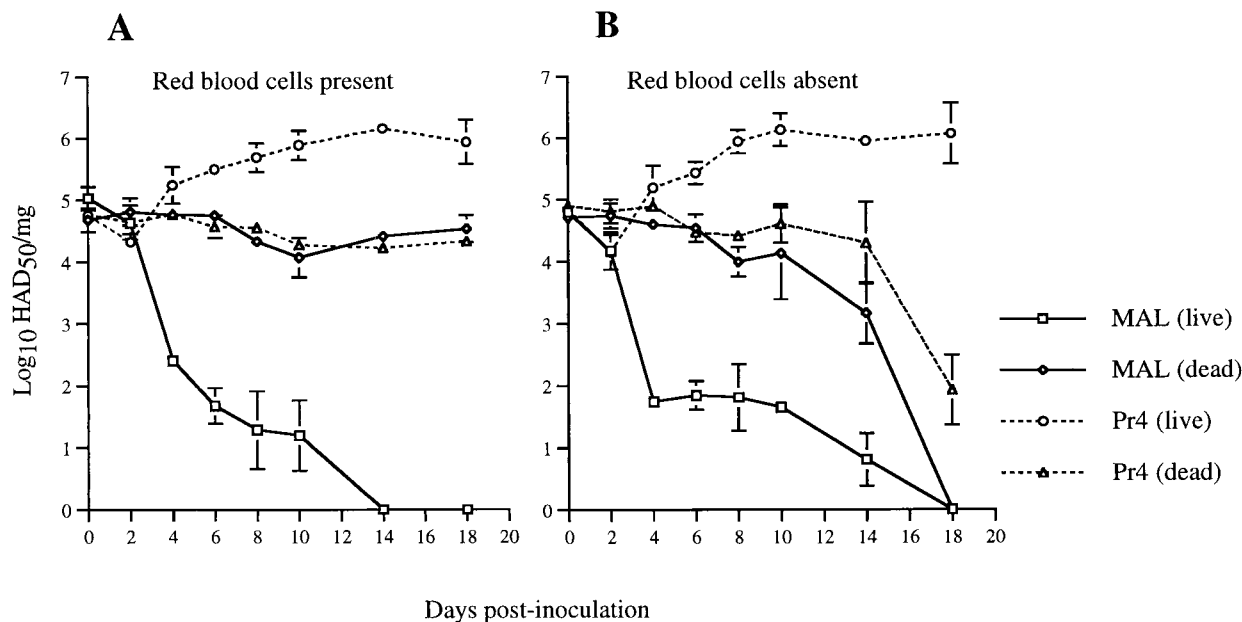 A
B
Red blood cells present
Red blood cells absent
Log10 HAD50/mg
7
6
5
4
3
2
1
0
0 2 4 6 8 10 12 14 16 18 20
7
6
5
4
3
2
1
0
0 2 4 6 8 10 12 14 16 18 20
MAL (live)
MAL (dead)
Pr4 (live)
Pr4 (dead)
Days post-inoculation